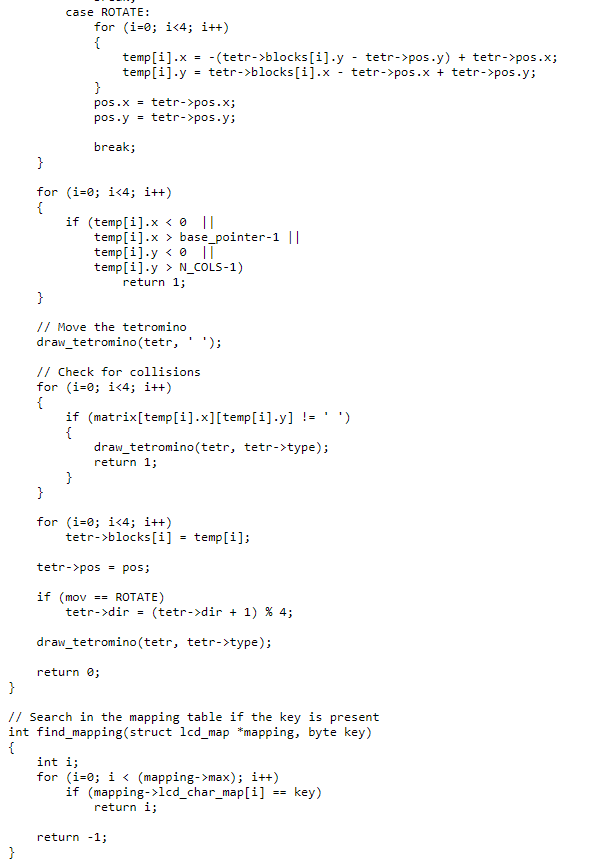 case ROTATE:
            for (i=0; i<4; i++)
            {
                temp[i].x = -(tetr->blocks[i].y - tetr->pos.y) + tetr->pos.x;
                temp[i].y = tetr->blocks[i].x - tetr->pos.x + tetr->pos.y;
            }
            pos.x = tetr->pos.x;
            pos.y = tetr->pos.y;

            break;
    }

    for (i=0; i<4; i++)
    {
        if (temp[i].x < 0  ||
            temp[i].x > base_pointer-1 ||
            temp[i].y < 0  ||
            temp[i].y > N_COLS-1)
                return 1;
    }

    // Move the tetromino
    draw_tetromino(tetr, ' ');

    // Check for collisions
    for (i=0; i<4; i++)
    {
        if (matrix[temp[i].x][temp[i].y] != ' ')
        {
            draw_tetromino(tetr, tetr->type);
            return 1;
        }
    }

    for (i=0; i<4; i++)
        tetr->blocks[i] = temp[i];

    tetr->pos = pos;

    if (mov == ROTATE)
        tetr->dir = (tetr->dir + 1) % 4;

    draw_tetromino(tetr, tetr->type);

    return 0;
}

// Search in the mapping table if the key is present
int find_mapping(struct lcd_map *mapping, byte key)
{
    int i;
    for (i=0; i < (mapping->max); i++)
        if (mapping->lcd_char_map[i] == key)
            return i;

    return -1;
}